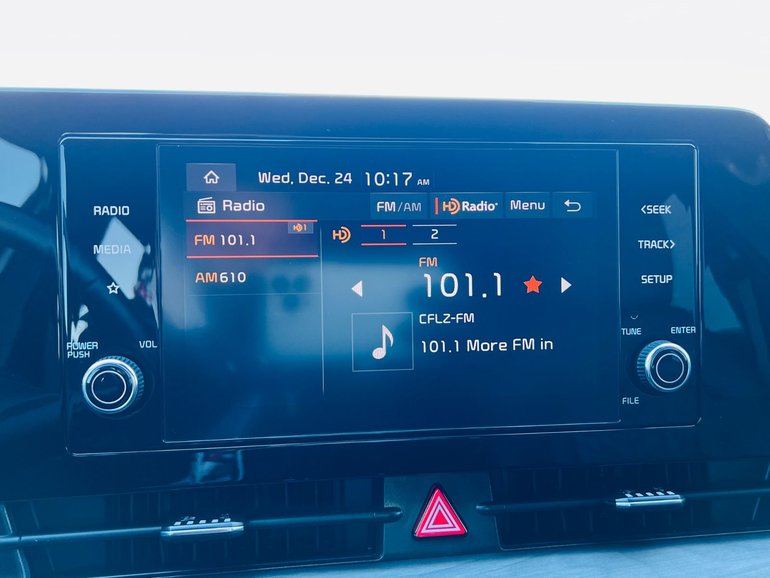 Wed, Dec. 24 10:17 AM
Radio FM/AM HD Radio Menu
RADIO
MEDIA
FM 101.1 HD1
AM 610
HD 1 2
FM
101.1
CFLZ-FM
101.1 More FM in
<SEEK
TRACK>
SETUP
POWER PUSH VOL
TUNE ENTER
FILE